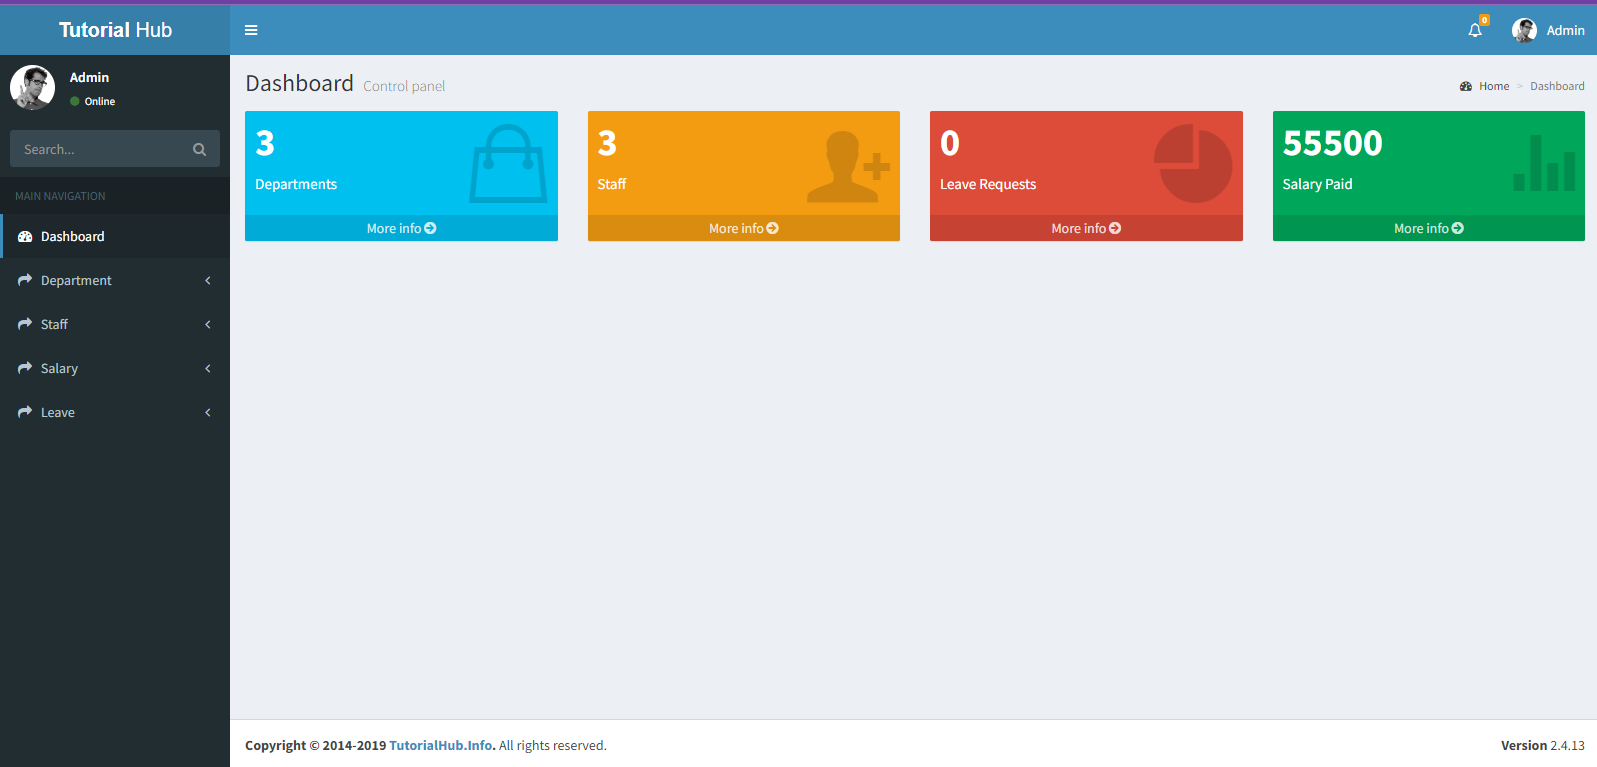 Tutorial Hub
0
Admin
Admin
Online
Search...
MAIN NAVIGATION
Dashboard
Department
Staff
Salary
Leave
Dashboard Control panel
Home > Dashboard
3
Departments
More info
3
Staff
More info
0
Leave Requests
More info
55500
Salary Paid
More info
Copyright © 2014-2019 TutorialHub.Info. All rights reserved.
Version 2.4.13